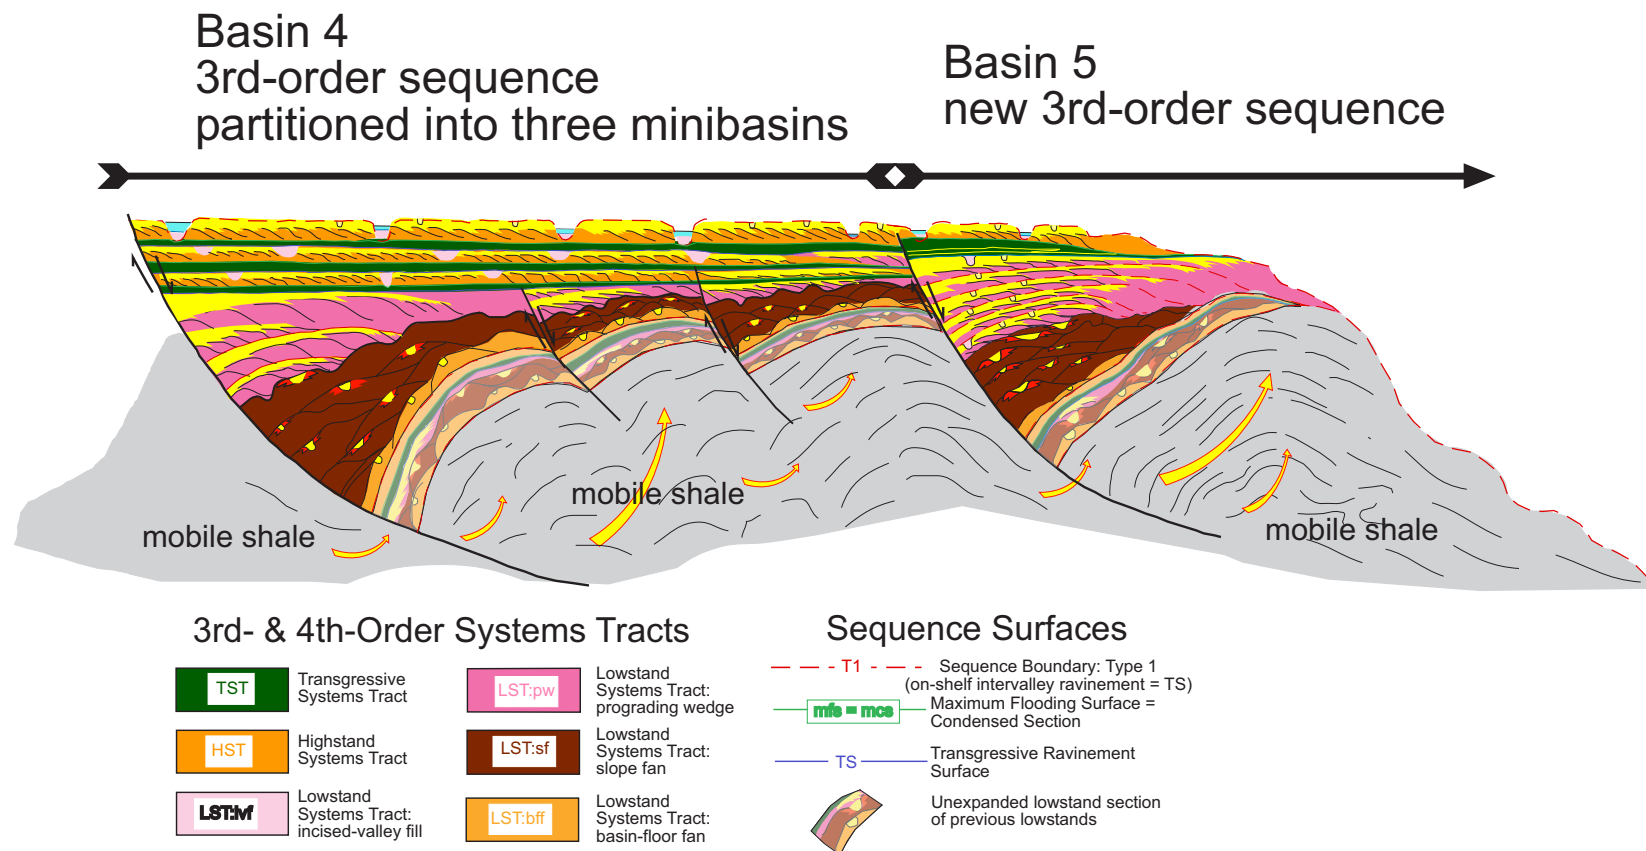 Basin 4
3rd-order sequence
partitioned into three minibasins
Basin 5
new 3rd-order sequence
mobile shale
mobile shale
mobile shale
3rd- & 4th-Order Systems Tracts
TST
Transgressive
Systems Tract
HST
Highstand
Systems Tract
LST:ivf
Lowstand
Systems Tract:
incised-valley fill
LST:pw
Lowstand
Systems Tract:
prograding wedge
LST:sf
Lowstand
Systems Tract:
slope fan
LST:bff
Lowstand
Systems Tract:
basin-floor fan
Sequence Surfaces
T1
Sequence Boundary: Type 1
(on-shelf intervalley ravinement = TS)
mfs = mcs
Maximum Flooding Surface =
Condensed Section
TS
Transgressive Ravinement
Surface
Unexpanded lowstand section
of previous lowstands